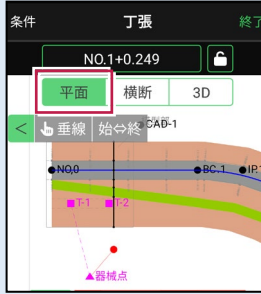 条件 丁張 終了
NO.1+0.249
平面 横断 3D
< 垂線 始⇔終 CAD-1
NO,0 BC.1 IP.1
T-1 T-2
器械点